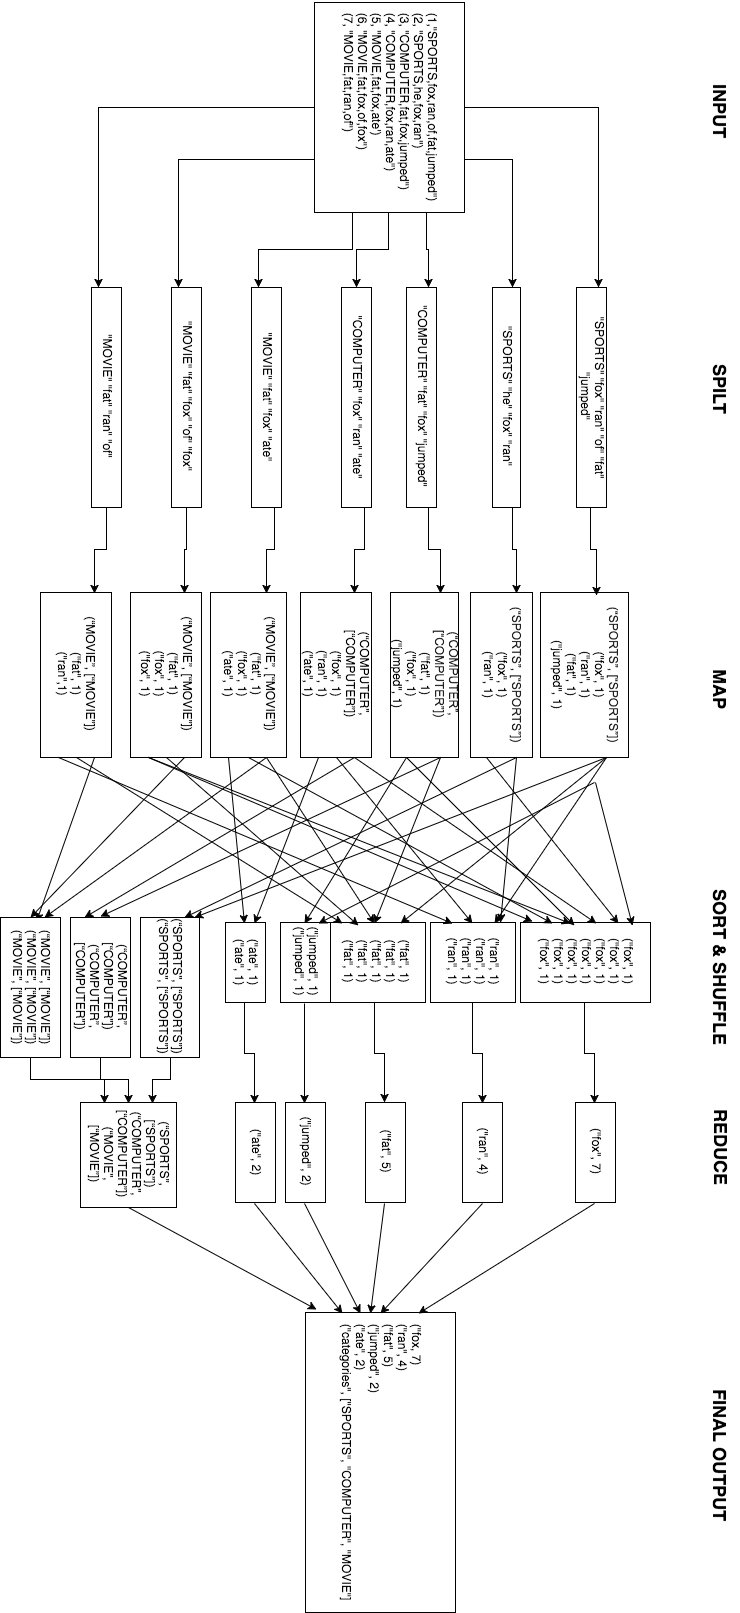 INPUT
(1,"SPORTS,fox,ran,of,fat,jumped")
(2, "SPORTS,he,fox,ran")
(3, "COMPUTER,fat,fox,jumped")
(4, "COMPUTER,fox,ran,ate")
(5, "MOVIE,fat,fox,ate)
(6, "MOVIE,fat,fox,of,fox")
(7, "MOVIE,fat,ran,of")
SPILT
"SPORTS" "fox" "ran" "of" "fat"
"jumped"
"SPORTS" "he" "fox" "ran"
"COMPUTER" "fat" "fox" "jumped"
"COMPUTER" "fox" "ran" "ate"
"MOVIE" "fat" "fox" "ate"
"MOVIE" "fat" "fox" "of" "fox"
"MOVIE" "fat" "ran" "of"
MAP
("SPORTS", ["SPORTS"])
("fox", 1)
("ran", 1)
("fat", 1)
("jumped", 1)
("SPORTS", ["SPORTS"])
("fox", 1)
("ran", 1)
("COMPUTER",
["COMPUTER"])
("fat", 1)
("fox", 1)
("jumped", 1)
("COMPUTER",
["COMPUTER"])
("fox", 1)
("ran", 1)
("ate", 1)
("MOVIE", ["MOVIE"])
("fat", 1)
("fox", 1)
("ate", 1)
("MOVIE", ["MOVIE"])
("fat", 1)
("fox", 1)
("fox", 1)
("MOVIE", ["MOVIE"])
("fat", 1)
("ran", 1)
SORT & SHUFFLE
("fox", 1)
("fox", 1)
("fox", 1)
("fox", 1)
("fox", 1)
("fox", 1)
("fox", 1)
("ran", 1)
("ran", 1)
("ran", 1)
("ran", 1)
("fat", 1)
("fat", 1)
("fat", 1)
("fat", 1)
("fat", 1)
("jumped", 1)
("jumped", 1)
("ate", 1)
("ate", 1)
("SPORTS", ["SPORTS"])
("SPORTS", ["SPORTS"])
("COMPUTER,
["COMPUTER"])
("COMPUTER",
["COMPUTER"])
("MOVIE, ["MOVIE"])
("MOVIE, ["MOVIE"])
("MOVIE, ["MOVIE"])
REDUCE
("fox", 7)
("ran", 4)
("fat", 5)
("jumped", 2)
("ate", 2)
("SPORTS",
["SPORTS"])
("COMPUTER",
["COMPUTER"])
("MOVIE",
["MOVIE"])
FINAL OUTPUT
("fox, 7)
("ran", 4)
("fat", 5)
("jumped", 2)
("ate", 2)
("categories", ["SPORTS", "COMPUTER", "MOVIE"]